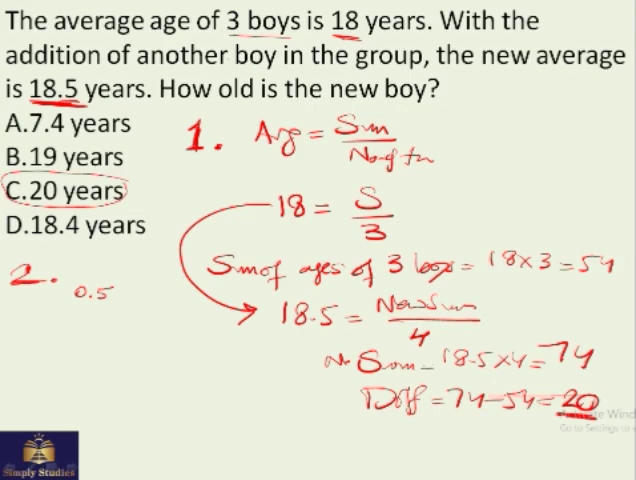 The average age of 3 boys is 18 years. With the
addition of another boy in the group, the new average
is 18.5 years. How old is the new boy?
A.7.4 years
B.19 years
C.20 years
D.18.4 years
1. Avg = Sum
No of
18 = S
3
Sum of ages of 3 boys = 18 × 3 = 54
2.
0.5
18.5 = New Sum
4
Sum = 18.5 × 4 = 74
Diff = 74 - 54 = 20
Simply Studies